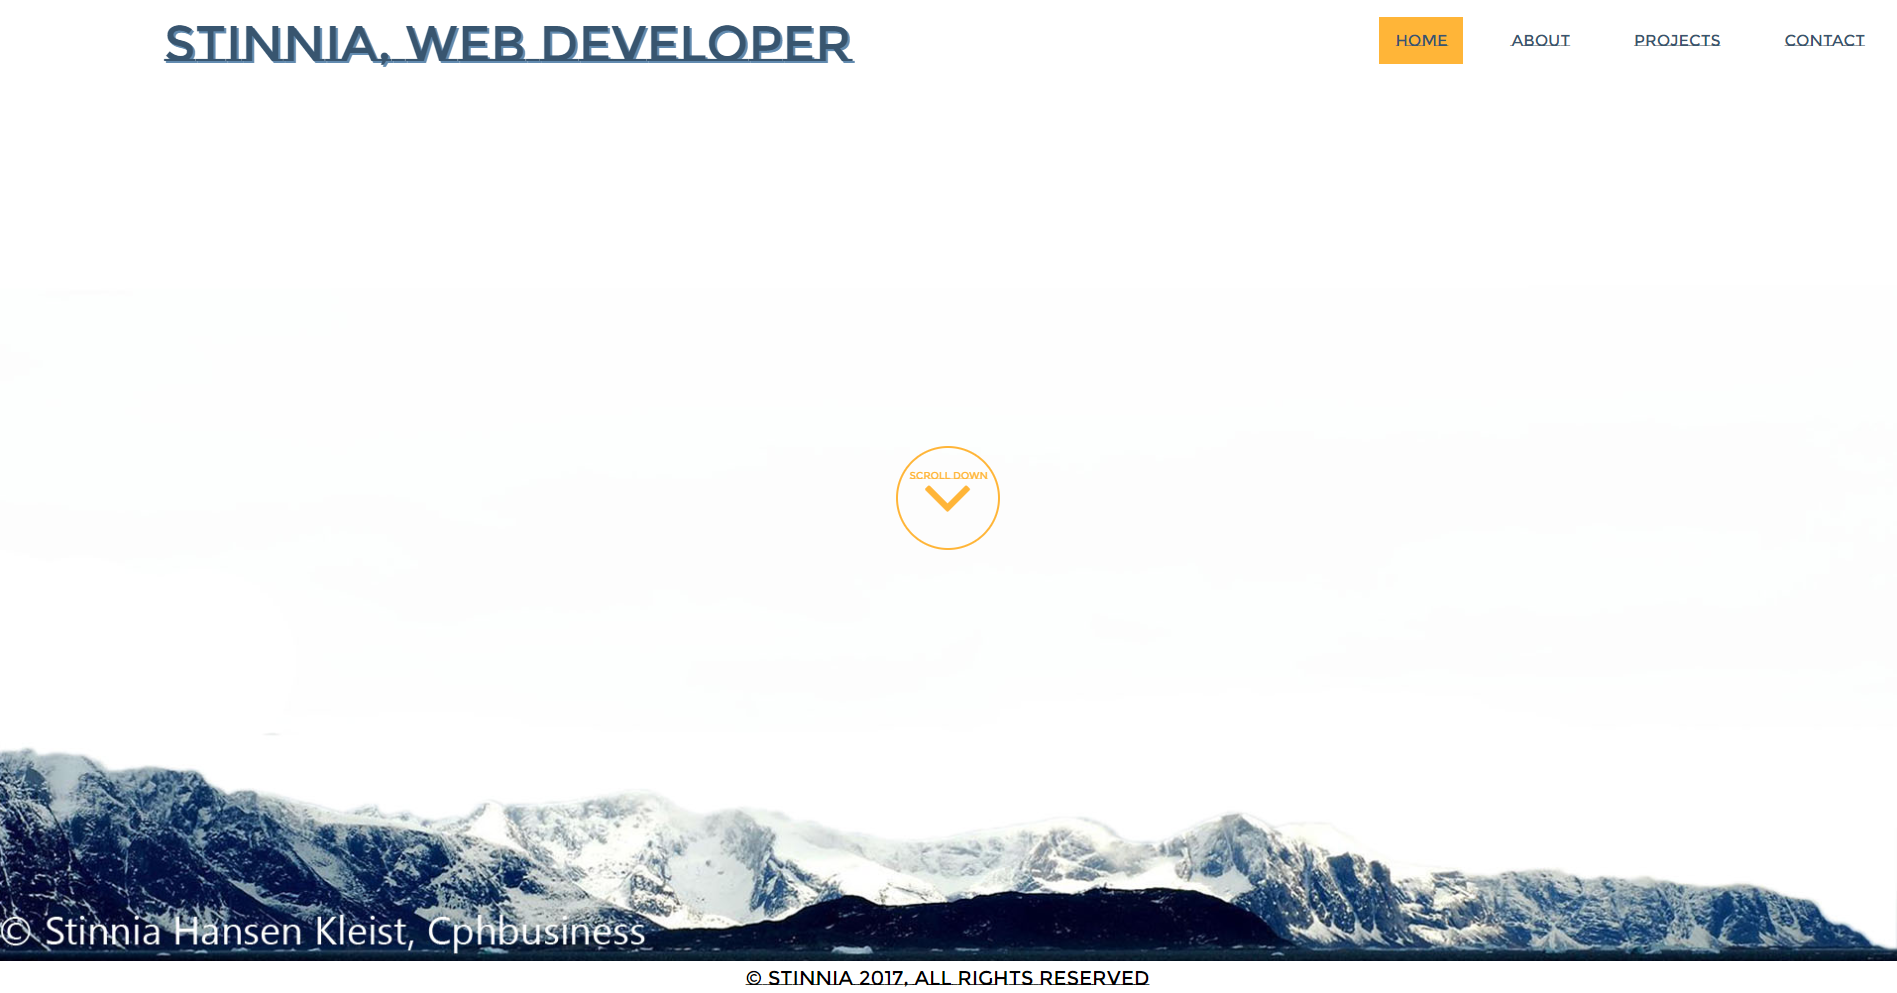 STINNIA, WEB DEVELOPER
HOME ABOUT PROJECTS CONTACT
SCROLL DOWN
© Stinnia Hansen Kleist, Cphbusiness
© STINNIA 2017, ALL RIGHTS RESERVED